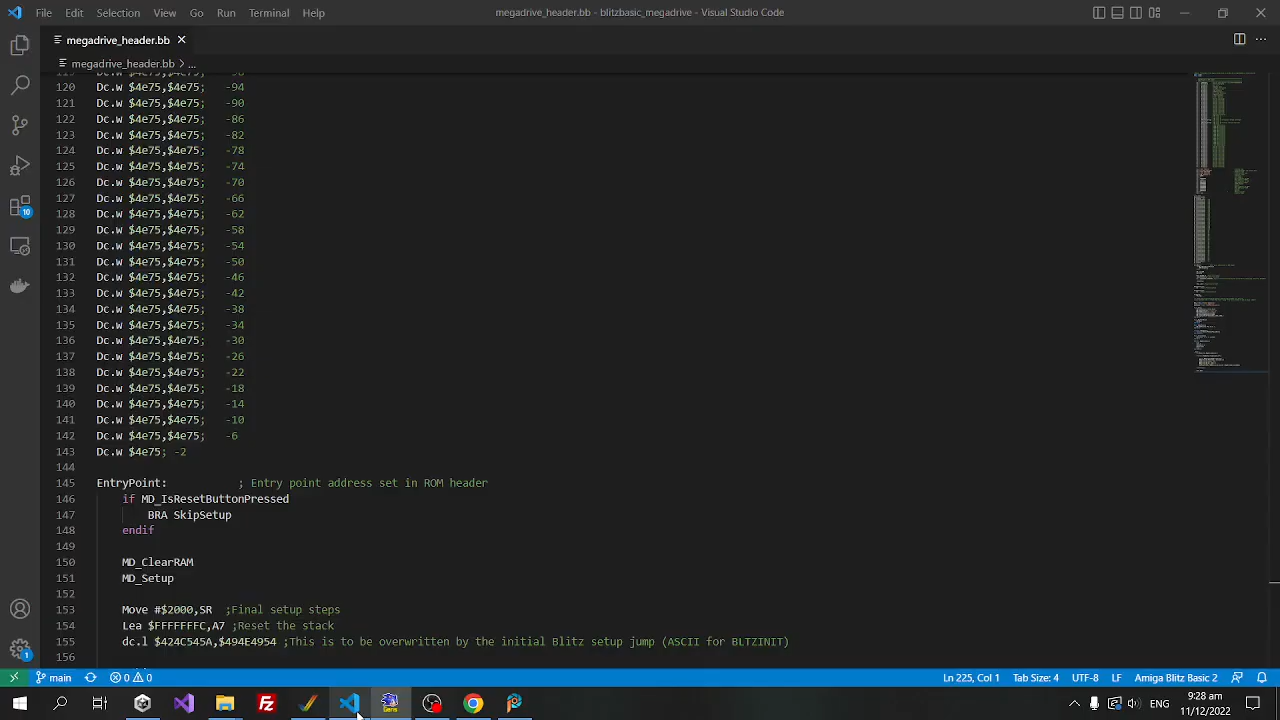 File Edit Selection View Go Run Terminal Help megadrive_header.bb - blitzbasic_megadrive - Visual Studio Code
megadrive_header.bb
megadrive_header.bb > ...
120 Dc.w $4e75,$4e75; -94
121 Dc.w $4e75,$4e75; -90
122 Dc.w $4e75,$4e75; -86
123 Dc.w $4e75,$4e75; -82
124 Dc.w $4e75,$4e75; -78
125 Dc.w $4e75,$4e75; -74
126 Dc.w $4e75,$4e75; -70
127 Dc.w $4e75,$4e75; -66
128 Dc.w $4e75,$4e75; -62
129 Dc.w $4e75,$4e75; -58
130 Dc.w $4e75,$4e75; -54
131 Dc.w $4e75,$4e75; -50
132 Dc.w $4e75,$4e75; -46
133 Dc.w $4e75,$4e75; -42
134 Dc.w $4e75,$4e75; -38
135 Dc.w $4e75,$4e75; -34
136 Dc.w $4e75,$4e75; -30
137 Dc.w $4e75,$4e75; -26
138 Dc.w $4e75,$4e75; -22
139 Dc.w $4e75,$4e75; -18
140 Dc.w $4e75,$4e75; -14
141 Dc.w $4e75,$4e75; -10
142 Dc.w $4e75,$4e75; -6
143 Dc.w $4e75; -2
144
145 EntryPoint: ; Entry point address set in ROM header
146 if MD_IsResetButtonPressed
147 BRA SkipSetup
148 endif
149
150 MD_ClearRAM
151 MD_Setup
152
153 Move #$2000,SR ;Final setup steps
154 Lea $FFFFFFFC,A7 ;Reset the stack
155 dc.l $424C545A,$494E4954 ;This is to be overwritten by the initial Blitz setup jump (ASCII for BLTZINIT)
156
10
1
main 0 0 Ln 225, Col 1 Tab Size: 4 UTF-8 LF Amiga Blitz Basic 2
ENG 9:28 am
11/12/2022